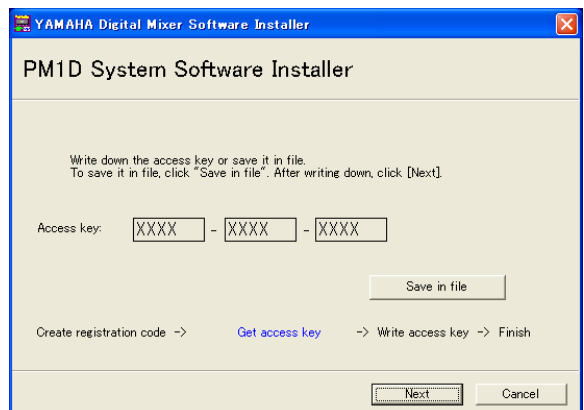 YAMAHA Digital Mixer Software Installer
PM1D System Software Installer
Write down the access key or save it in file.
To save it in file, click "Save in file". After writing down, click [Next].
Access key: XXXX - XXXX - XXXX
Save in file
Create registration code -> Get access key -> Write access key -> Finish
Next Cancel